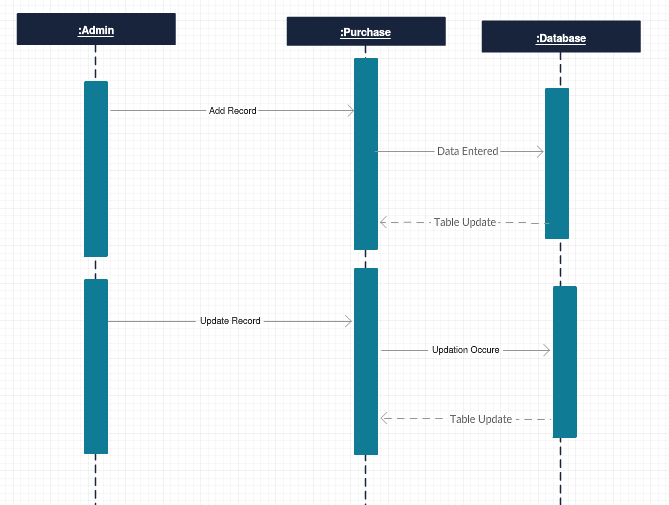 :Admin
:Purchase
:Database
Add Record
Data Entered
Table Update
Update Record
Updation Occure
Table Update